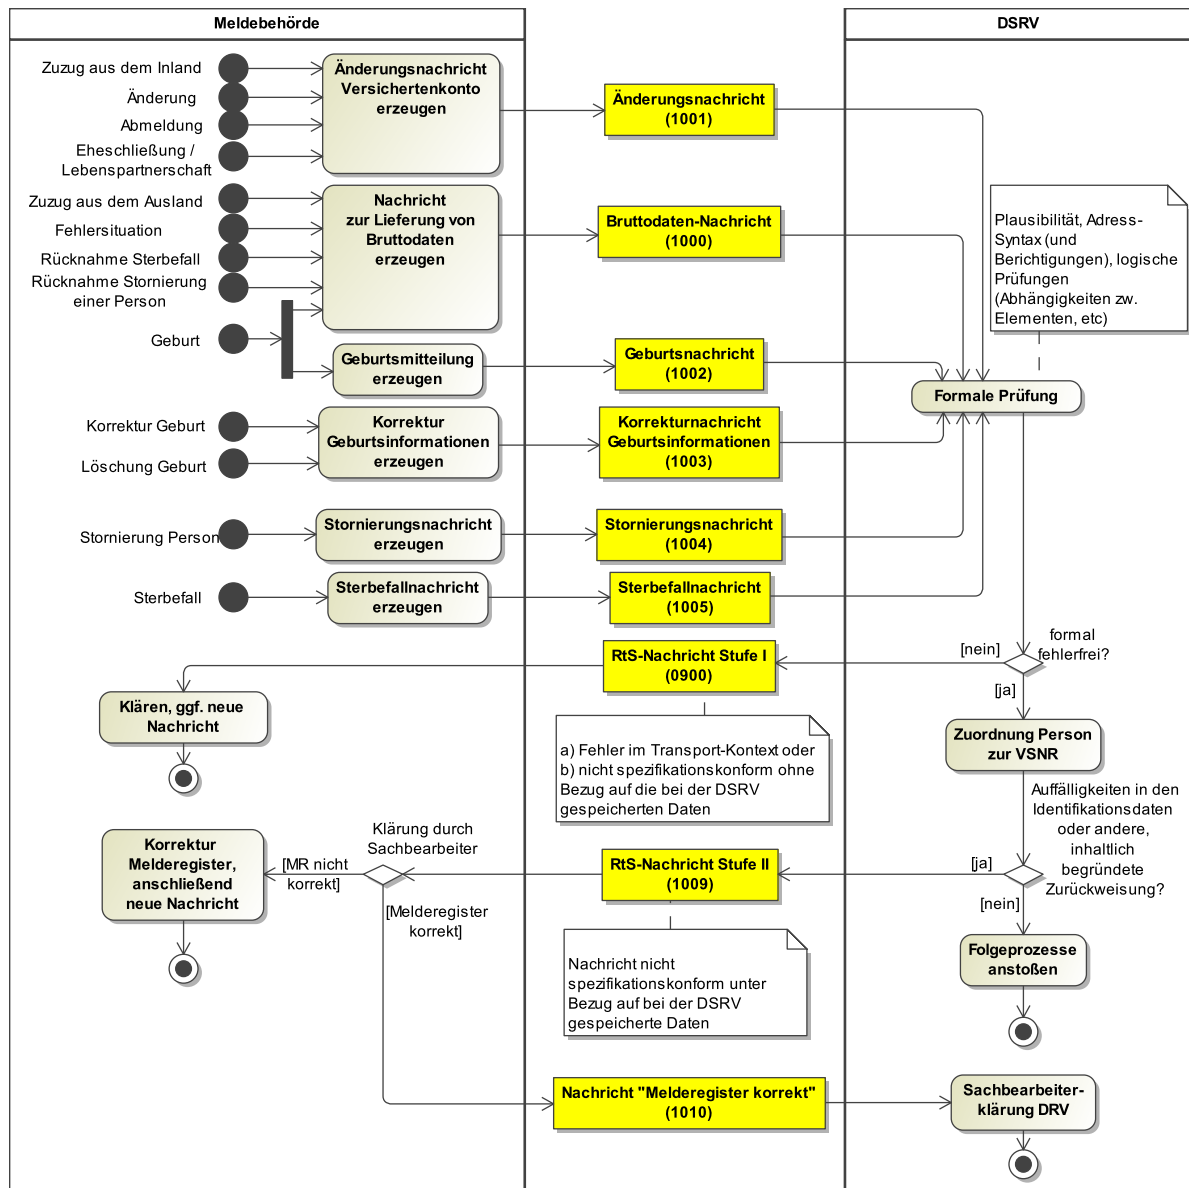 Meldebehörde
DSRV
Zuzug aus dem Inland
Änderung
Abmeldung
Eheschließung /
Lebenspartnerschaft
Änderungsnachricht
Versichertenkonto
erzeugen
Änderungsnachricht
(1001)
Zuzug aus dem Ausland
Fehlersituation
Rücknahme Sterbefall
Rücknahme Stornierung
einer Person
Geburt
Nachricht
zur Lieferung von
Bruttodaten
erzeugen
Bruttodaten-Nachricht
(1000)
Plausibilität, Adress-
Syntax (und
Berichtigungen), logische
Prüfungen
(Abhängigkeiten zw.
Elementen, etc)
Geburtsmitteilung
erzeugen
Geburtsnachricht
(1002)
Formale Prüfung
Korrektur Geburt
Löschung Geburt
Korrektur
Geburtsinformationen
erzeugen
Korrekturnachricht
Geburtsinformationen
(1003)
Stornierung Person
Stornierungsnachricht
erzeugen
Stornierungsnachricht
(1004)
Sterbefall
Sterbefallnachricht
erzeugen
Sterbefallnachricht
(1005)
formal
fehlerfrei?
[nein]
[ja]
RtS-Nachricht Stufe I
(0900)
Klären, ggf. neue
Nachricht
a) Fehler im Transport-Kontext oder
b) nicht spezifikationskonform ohne
Bezug auf die bei der DSRV
gespeicherten Daten
Zuordnung Person
zur VSNR
Auffälligkeiten in den
Identifikationsdaten
oder andere,
inhaltlich
begründete
Zurückweisung?
[ja]
[nein]
RtS-Nachricht Stufe II
(1009)
Klärung durch
Sachbearbeiter
[MR nicht
korrekt]
[Melderegister
korrekt]
Korrektur
Melderegister,
anschließend
neue Nachricht
Nachricht nicht
spezifikationskonform unter
Bezug auf bei der DSRV
gespeicherte Daten
Folgeprozesse
anstoßen
Nachricht "Melderegister korrekt"
(1010)
Sachbearbeiter-
klärung DRV